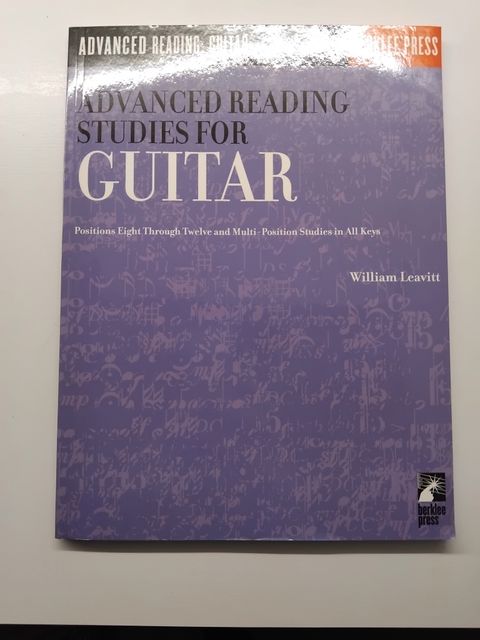 ADVANCED READING: GUITAR
BERKLEE PRESS
ADVANCED READING
STUDIES FOR
GUITAR
Positions Eight Through Twelve and Multi-Position Studies in All Keys
William Leavitt
berklee
press